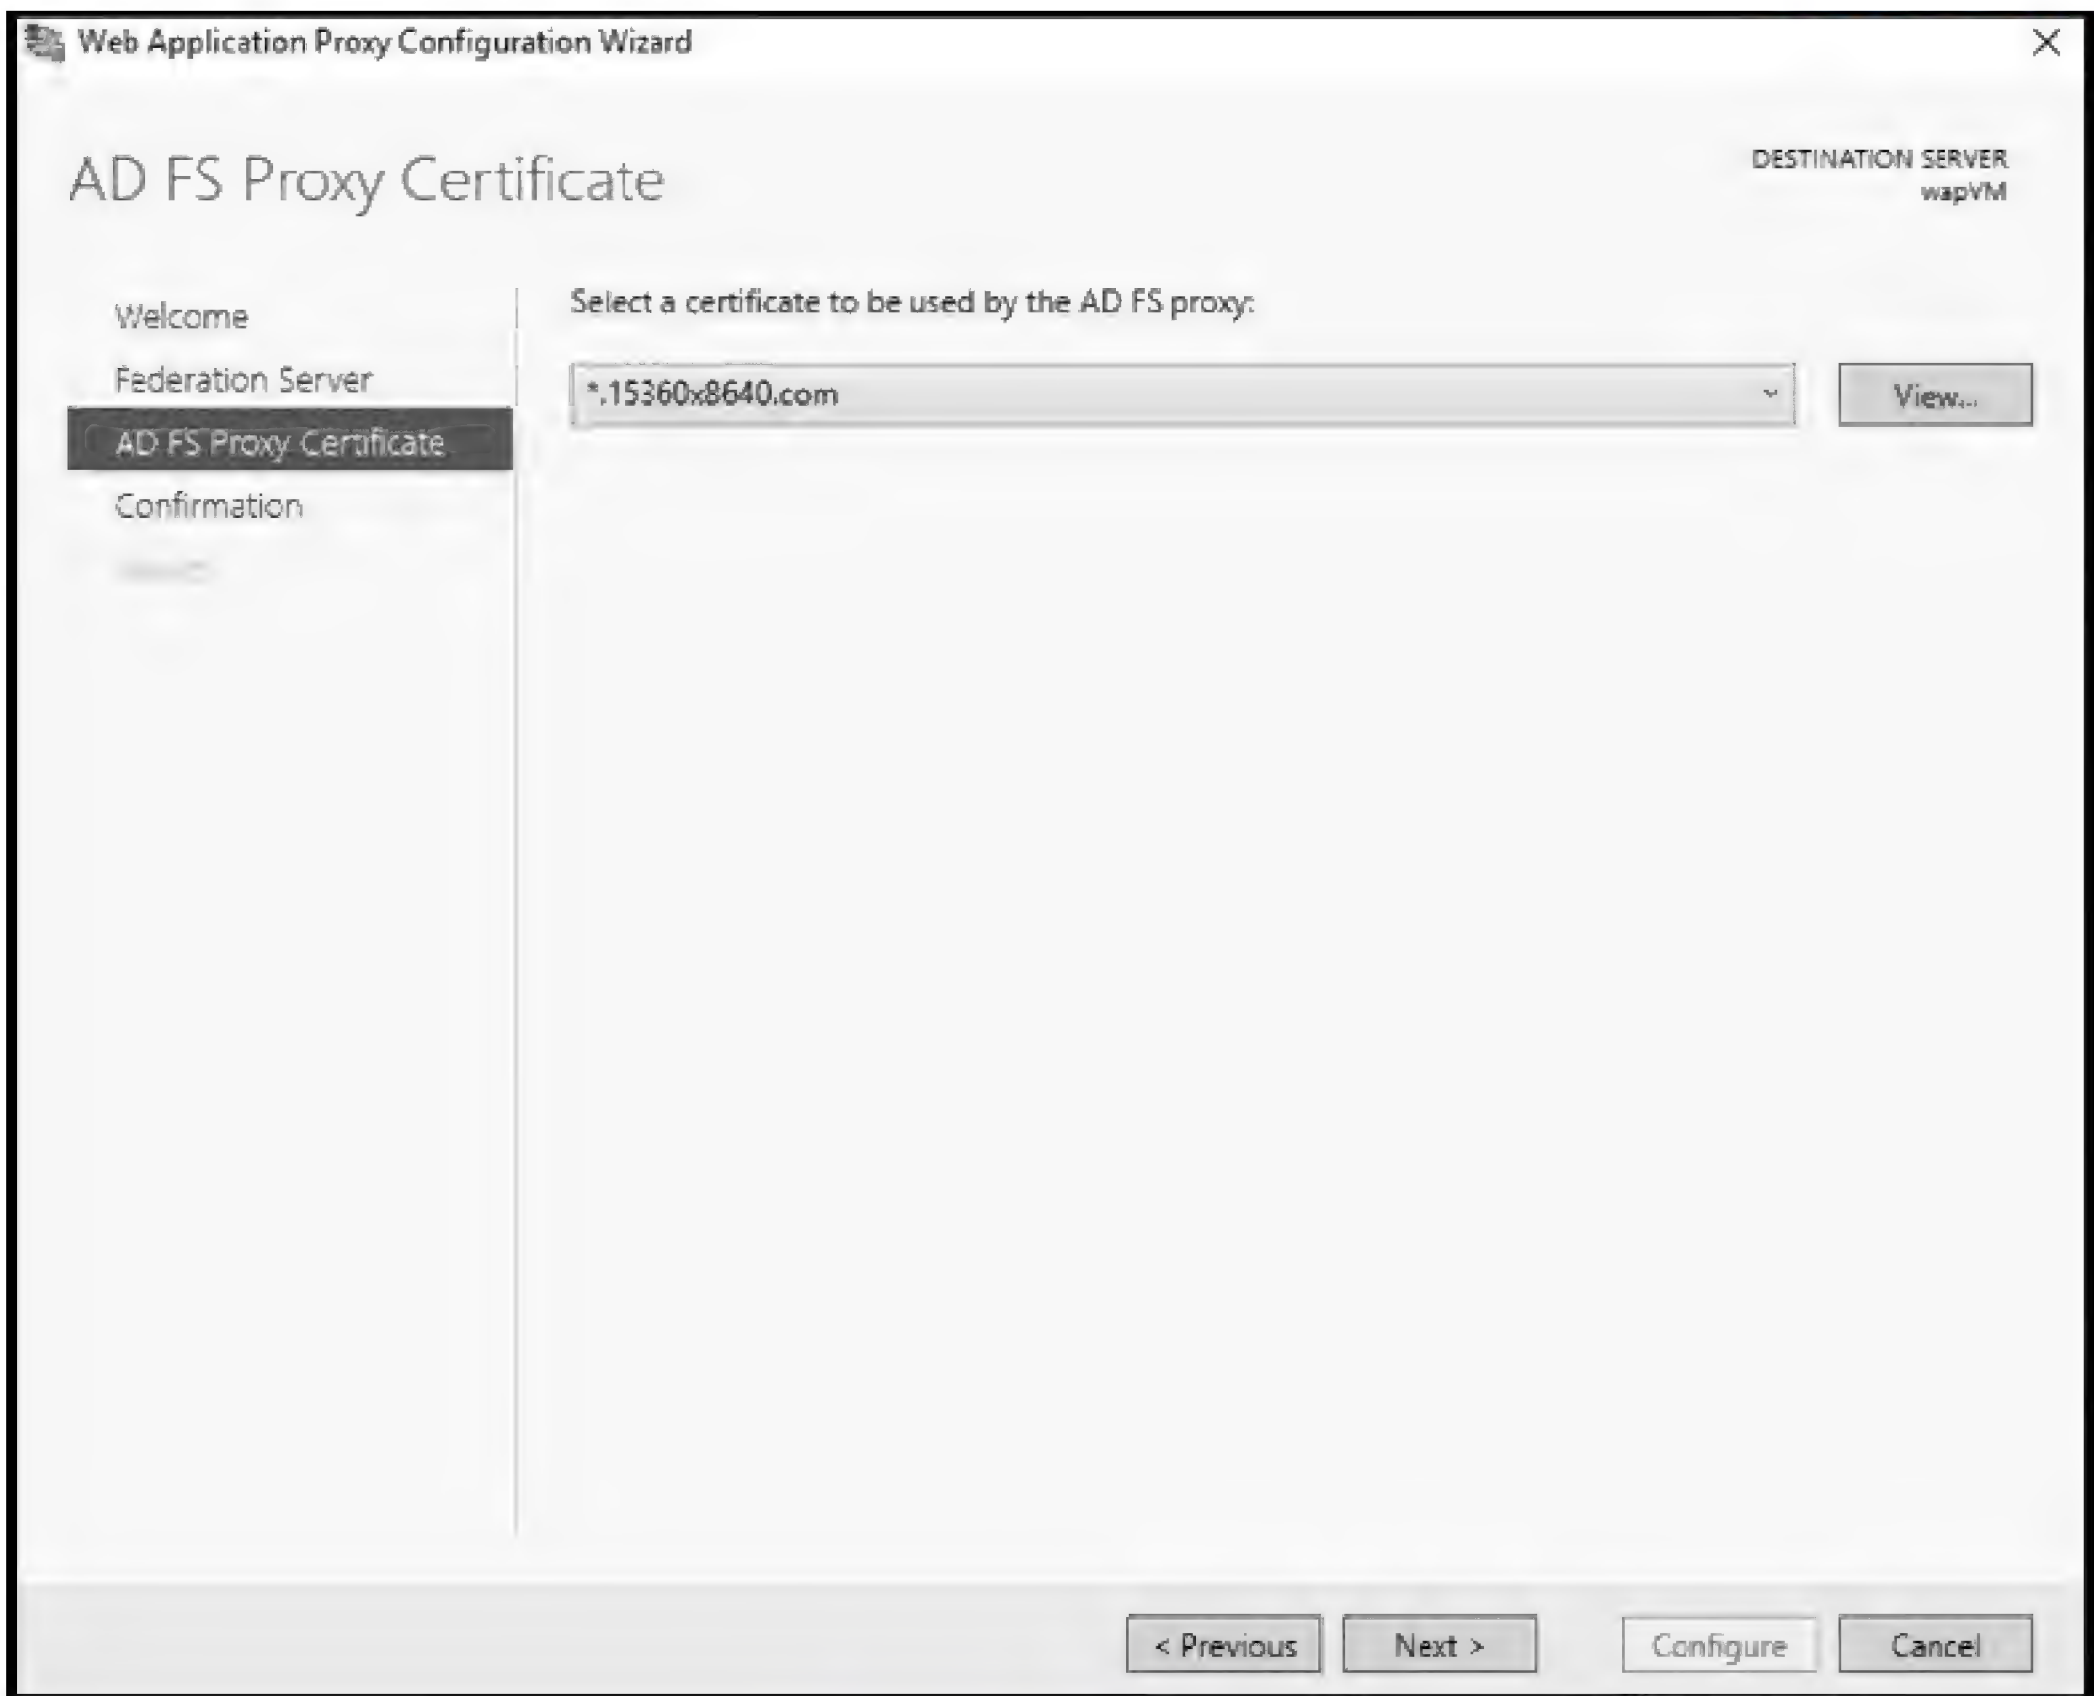 Web Application Proxy Configuration Wizard
AD FS Proxy Certificate
DESTINATION SERVER
wapVM
Welcome
Federation Server
AD FS Proxy Certificate
Confirmation
Select a certificate to be used by the AD FS proxy:
*.15360x8640.com
View...
< Previous
Next >
Configure
Cancel